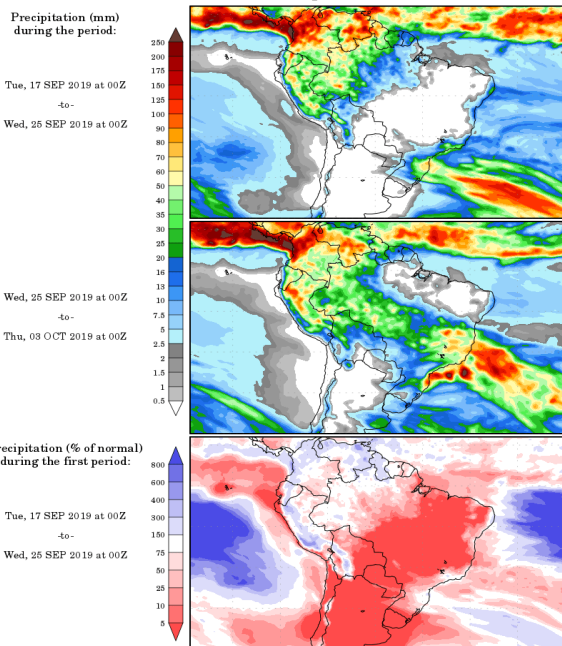 Precipitation (mm)
during the period:
250
200
175
150
125
100
90
80
70
60
50
40
35
30
25
20
16
13
10
7.5
5
2.5
2
1.5
1
0.5
Tue, 17 SEP 2019 at 00Z
-to-
Wed, 25 SEP 2019 at 00Z
Wed, 25 SEP 2019 at 00Z
-to-
Thu, 03 OCT 2019 at 00Z
recipitation (% of normal)
during the first period:
800
600
400
300
150
75
50
25
10
5
Tue, 17 SEP 2019 at 00Z
-to-
Wed, 25 SEP 2019 at 00Z